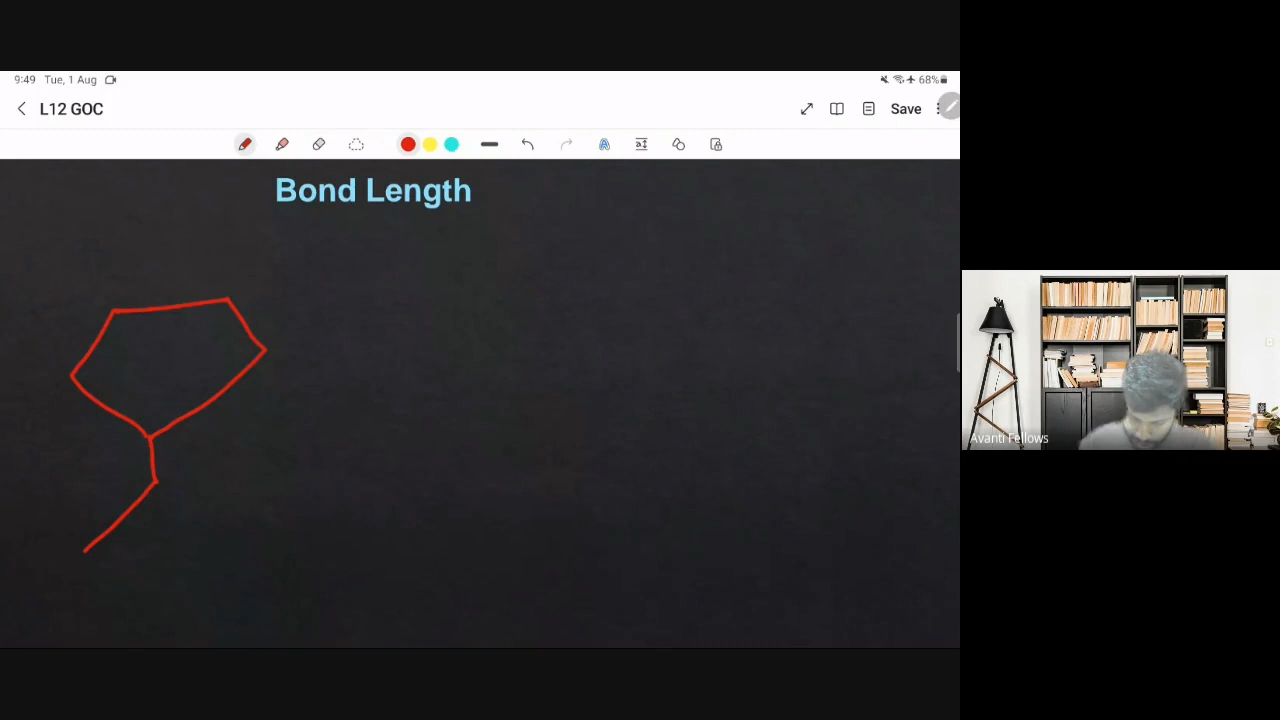 9:49 Tue, 1 Aug 68%
L12 GOC Save
Bond Length
Avanti Fellows